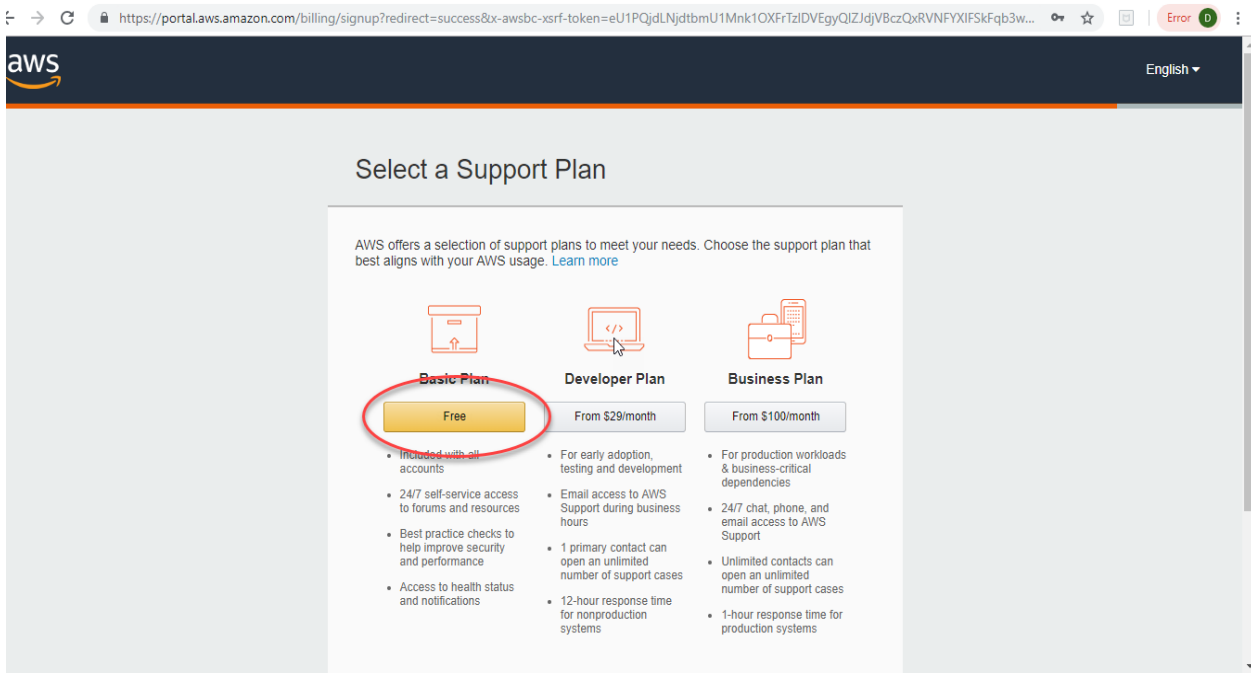 https://portal.aws.amazon.com/billing/signup?redirect=success&x-awsbc-xsrf-token=eU1PQjdLNjdtbmU1Mnk1OXFrTzlDVEgyQlZJdjVBczQxRVNFYXlFSkFqb3w...
Error D
aws
English
Select a Support Plan
AWS offers a selection of support plans to meet your needs. Choose the support plan that
best aligns with your AWS usage. Learn more
Basic Plan
Free
Included with all
accounts
24/7 self-service access
to forums and resources
Best practice checks to
help improve security
and performance
Access to health status
and notifications
</>
Developer Plan
From $29/month
For early adoption,
testing and development
Email access to AWS
Support during business
hours
1 primary contact can
open an unlimited
number of support cases
12-hour response time
for nonproduction
systems
Business Plan
From $100/month
For production workloads
& business-critical
dependencies
24/7 chat, phone, and
email access to AWS
Support
Unlimited contacts can
open an unlimited
number of support cases
1-hour response time for
production systems